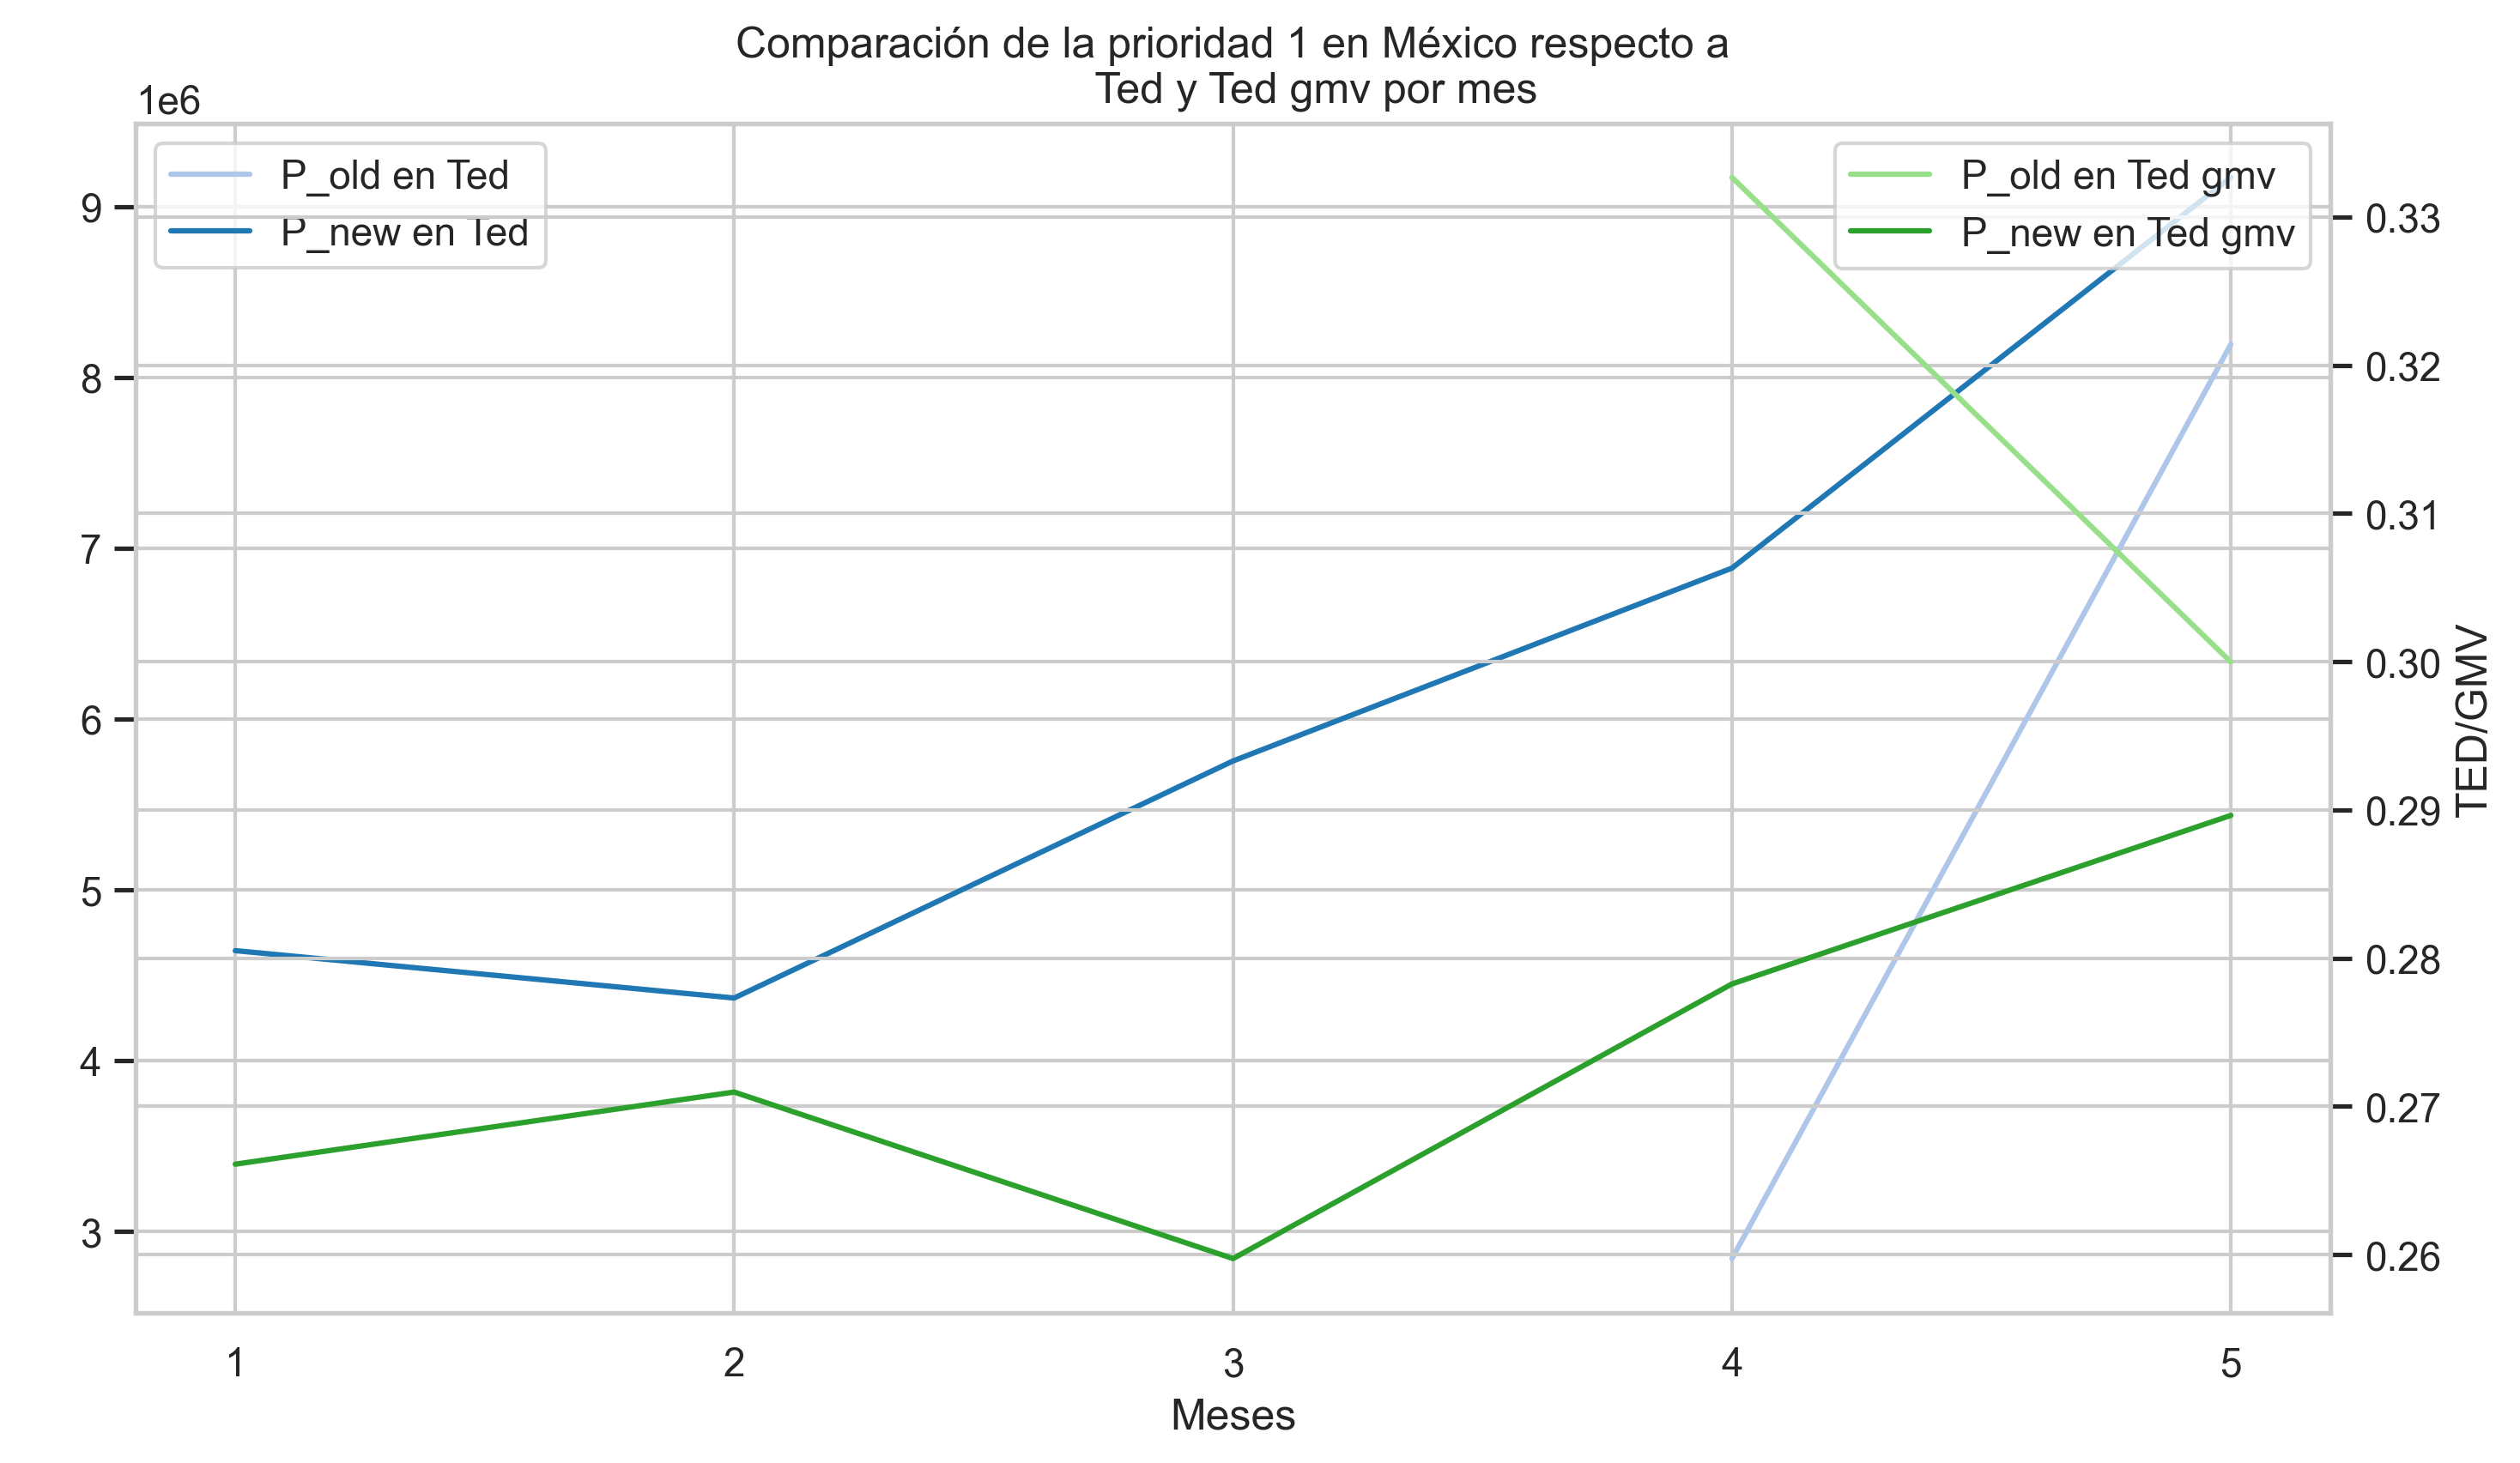 Comparación de la prioridad 1 en México respecto a
Ted y Ted gmv por mes
1e6
P_old en Ted
P_new en Ted
P_old en Ted gmv
P_new en Ted gmv
9
8
7
6
5
4
3
0.33
0.32
0.31
0.30
0.29
0.28
0.27
0.26
TED/GMV
1 2 3 4 5
Meses